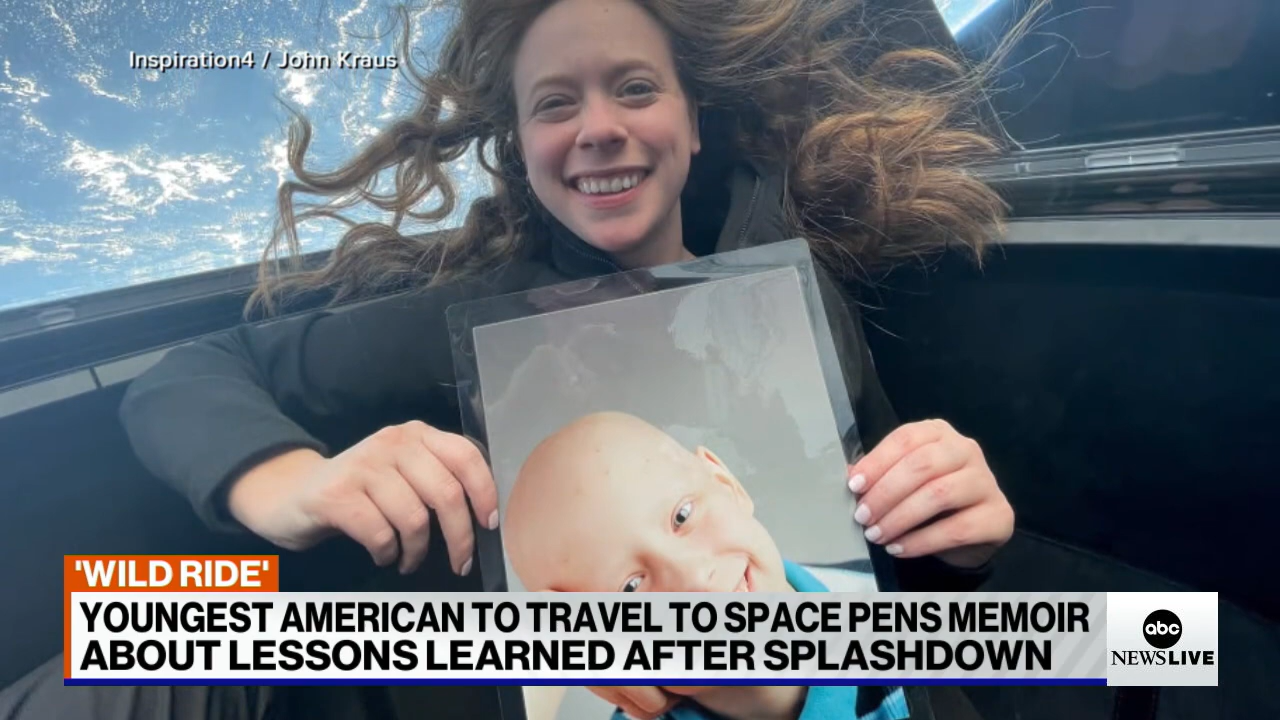 Inspiration4 / John Kraus
'WILD RIDE'
YOUNGEST AMERICAN TO TRAVEL TO SPACE PENS MEMOIR
ABOUT LESSONS LEARNED AFTER SPLASHDOWN
abc
NEWSLIVE